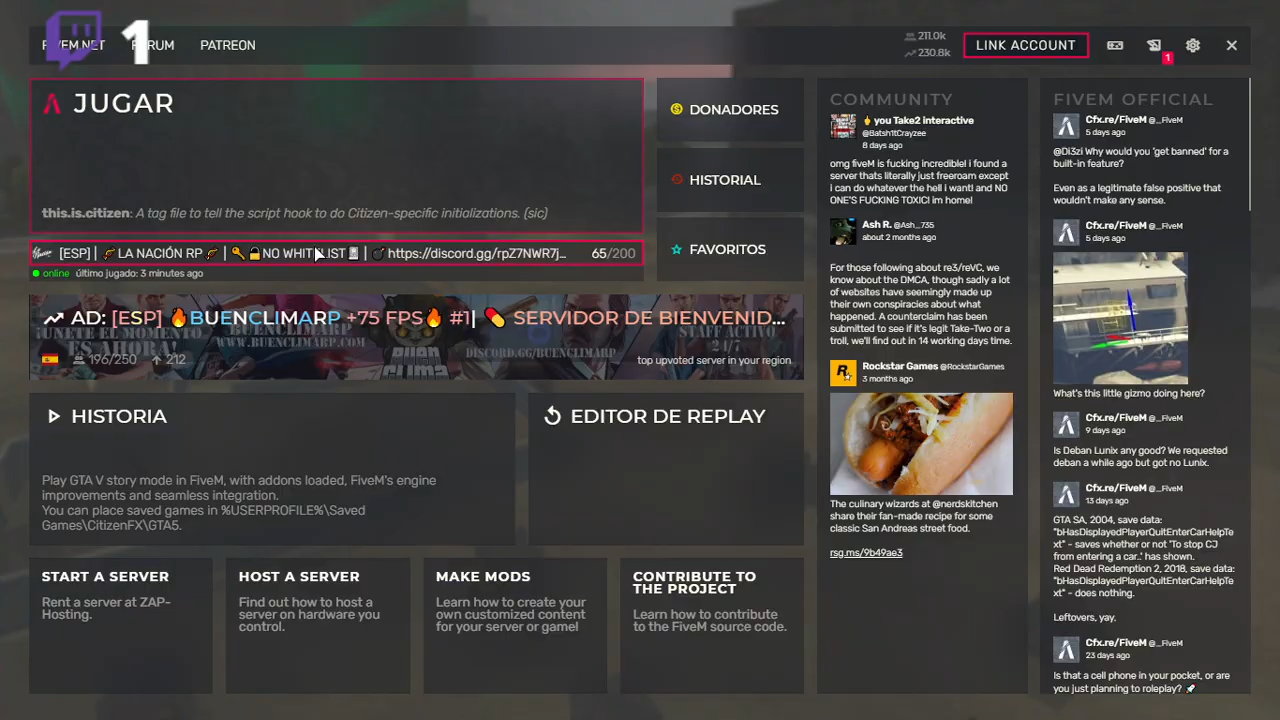 FIVEM.NET
RUM
PATREON
1
211.0k
230.8k
LINK ACCOUNT
1
JUGAR
this.is.citizen: A tag file to tell the script hook to do Citizen-specific initializations. (sic)
[ESP] | LA NACIÓN RP | NO WHITELIST | https://discord.gg/rpZ7NWR7j... 65/200
online último jugado: 3 minutes ago
DONADORES
HISTORIAL
FAVORITOS
AD: [ESP] 🔥BUENCLIMARP +75 FPS🔥 #1| 💊 SERVIDOR DE BIENVENID...
¡UNETE EL MOMENTO
ES AHORA!
WWW.BUENCLIMARP.COM
BUEN
CLIMA
DISCORD.GG/BUENCLIMARP
STAFF ACTIVO
24/7
196/250 212
top upvoted server in your region
HISTORIA
Play GTA V story mode in FiveM, with addons loaded, FiveM's engine
improvements and seamless integration.
You can place saved games in %USERPROFILE%\Saved
Games\CitizenFX\GTA5.
EDITOR DE REPLAY
START A SERVER
Rent a server at ZAP-
Hosting.
HOST A SERVER
Find out how to host a
server on hardware you
control.
MAKE MODS
Learn how to create your
own customized content
for your server or game!
CONTRIBUTE TO
THE PROJECT
Learn how to contribute
to the FiveM source code.
COMMUNITY
🖕 you Take2 interactive
@Batsh1tCrayzee
8 days ago
omg fiveM is fucking incredible! i found a
server thats literally just freeroam except
i can do whatever the hell i want! and NO
ONE'S FUCKING TOXIC! im home!
Ash R. @Ash_735
about 2 months ago
For those following about re3/reVC, we
know about the DMCA, though sadly a lot
of websites have seemingly made up
their own conspiracies about what
happened. A counterclaim has been
submitted to see if it's legit Take-Two or a
troll, we'll find out in 14 working days time.
Rockstar Games @RockstarGames
3 months ago
The culinary wizards at @nerdskitchen
share their fan-made recipe for some
classic San Andreas street food.
rsg.ms/9b49ae3
FIVEM OFFICIAL
Cfx.re/FiveM @_FiveM
5 days ago
@Di3zi Why would you 'get banned' for a
built-in feature?
Even as a legitimate false positive that
wouldn't make any sense.
Cfx.re/FiveM @_FiveM
5 days ago
What's this little gizmo doing here?
Cfx.re/FiveM @_FiveM
9 days ago
Is Deban Lunix any good? We requested
deban a while ago but got no Lunix.
Cfx.re/FiveM @_FiveM
13 days ago
GTA SA, 2004, save data:
"bHasDisplayedPlayerQuitEnterCarHelpTe
xt" - saves whether or not 'To stop CJ
from entering a car..' has shown.
Red Dead Redemption 2, 2018, save data:
"bHasDisplayedPlayerQuitEnterCarHelpTe
xt" - does nothing.
Leftovers, yay.
Cfx.re/FiveM @_FiveM
23 days ago
Is that a cell phone in your pocket, or are
you just planning to roleplay? 🚀